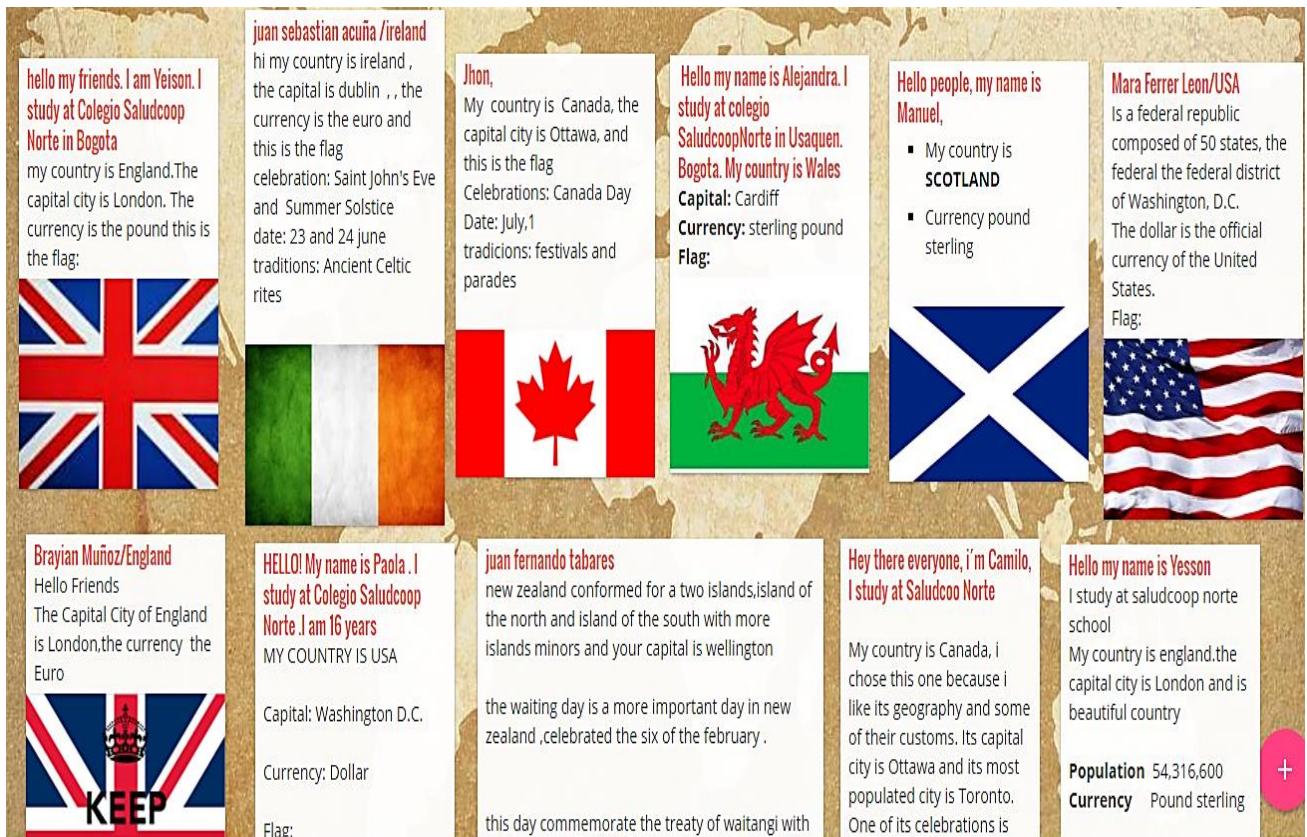 hello my friends. I am Yeison. I
study at Colegio Saludcoop
Norte in Bogota
my country is England.The
capital city is London. The
currency is the pound this is
the flag:
juan sebastian acuña /ireland
hi my country is ireland ,
the capital is dublin , , the
currency is the euro and
this is the flag
celebration: Saint John's Eve
and Summer Solstice
date: 23 and 24 june
traditions: Ancient Celtic
rites
Jhon,
My country is Canada, the
capital city is Ottawa, and
this is the flag
Celebrations: Canada Day
Date: July,1
tradicions: festivals and
parades
Hello my name is Alejandra. I
study at colegio
SaludcoopNorte in Usaquen.
Bogota. My country is Wales
Capital: Cardiff
Currency: sterling pound
Flag:
Hello people, my name is
Manuel,
▪ My country is
SCOTLAND
▪ Currency pound
sterling
Mara Ferrer Leon/USA
Is a federal republic
composed of 50 states, the
federal the federal district
of Washington, D.C.
The dollar is the official
currency of the United
States.
Flag:
Brayian Muñoz/England
Hello Friends
The Capital City of England
is London,the currency the
Euro
KEEP
HELLO! My name is Paola . I
study at Colegio Saludcoop
Norte .I am 16 years
MY COUNTRY IS USA
Capital: Washington D.C.
Currency: Dollar
Flag:
juan fernando tabares
new zealand conformed for a two islands,island of
the north and island of the south with more
islands minors and your capital is wellington
the waiting day is a more important day in new
zealand ,celebrated the six of the february .
this day commemorate the treaty of waitangi with
Hey there everyone, i´m Camilo,
I study at Saludcoo Norte
My country is Canada, i
chose this one because i
like its geography and some
of their customs. Its capital
city is Ottawa and its most
populated city is Toronto.
One of its celebrations is
Hello my name is Yesson
I study at saludcoop norte
school
My country is england.the
capital city is London and is
beautiful country
Population 54,316,600
Currency Pound sterling
+